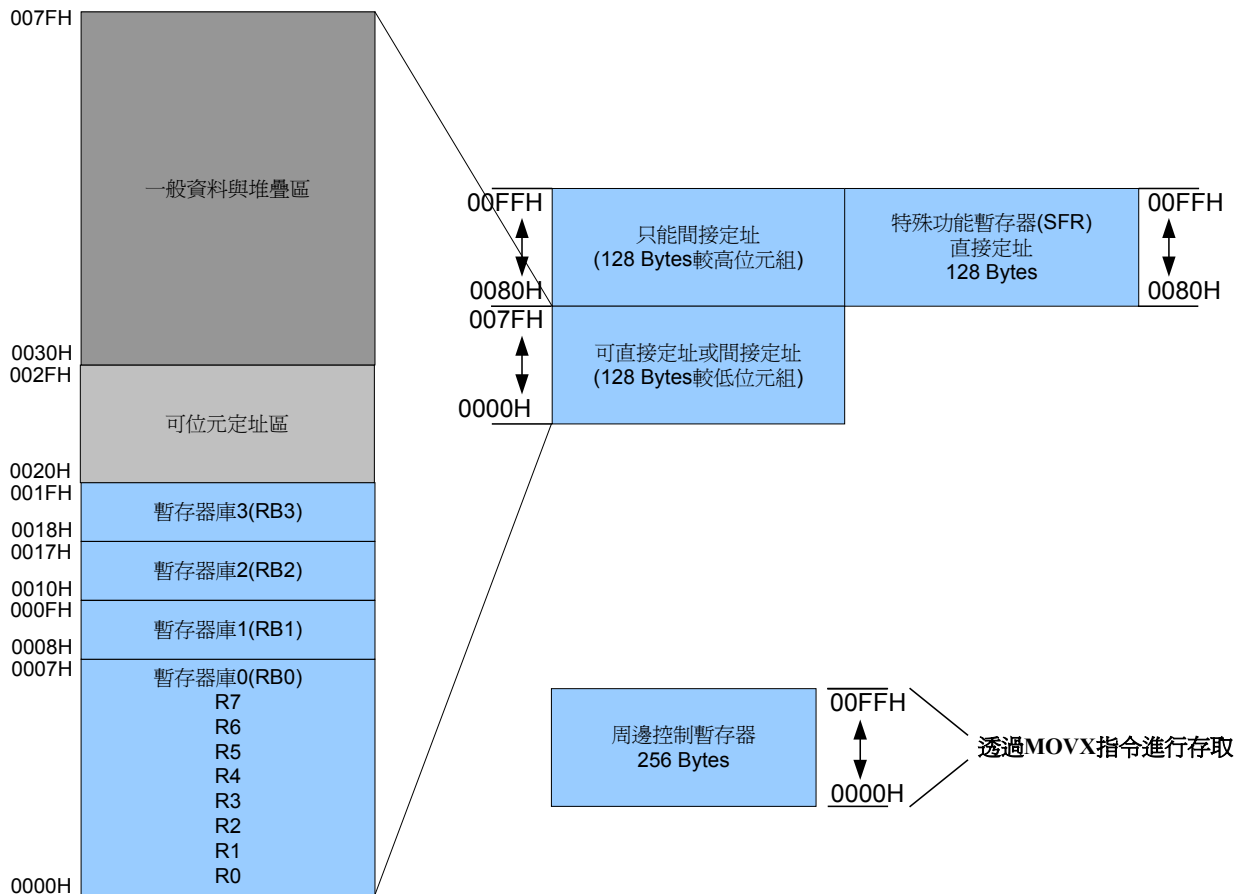 007FH
一般資料與堆疊區
0030H
002FH
可位元定址區
0020H
001FH
暫存器庫3(RB3)
0018H
0017H
暫存器庫2(RB2)
0010H
000FH
暫存器庫1(RB1)
0008H
0007H
暫存器庫0(RB0)
R7
R6
R5
R4
R3
R2
R1
R0
0000H
00FFH
0080H
只能間接定址
(128 Bytes較高位元組)
特殊功能暫存器(SFR)
直接定址
128 Bytes
00FFH
0080H
007FH
0000H
可直接定址或間接定址
(128 Bytes較低位元組)
周邊控制暫存器
256 Bytes
00FFH
0000H
透過MOVX指令進行存取